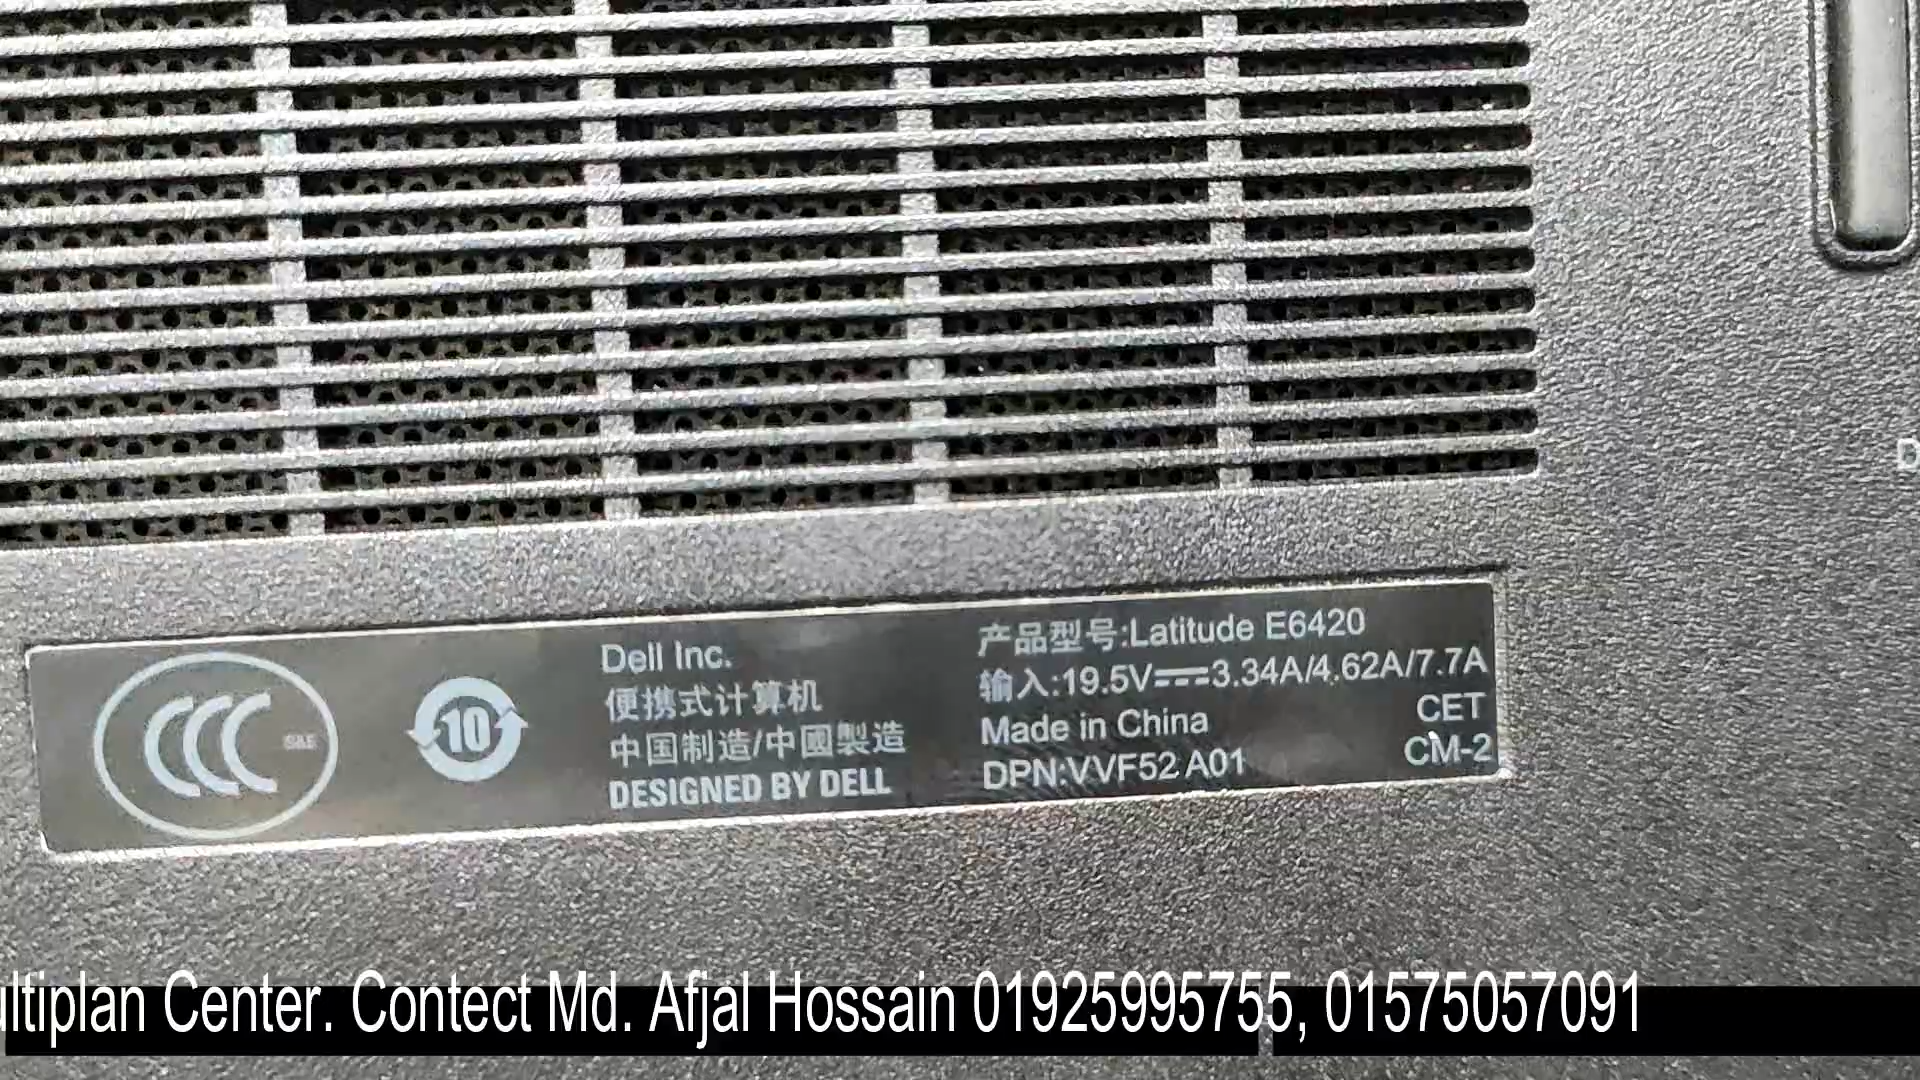 CCC
S&E
10
Dell Inc.
便携式计算机
中国制造/中國製造
DESIGNED BY DELL
产品型号:Latitude E6420
输入:19.5V⎓3.34A/4.62A/7.7A
Made in China
CET
DPN:VVF52 A01
CM-2
D
ultiplan Center. Contect Md. Afjal Hossain 01925995755, 01575057091